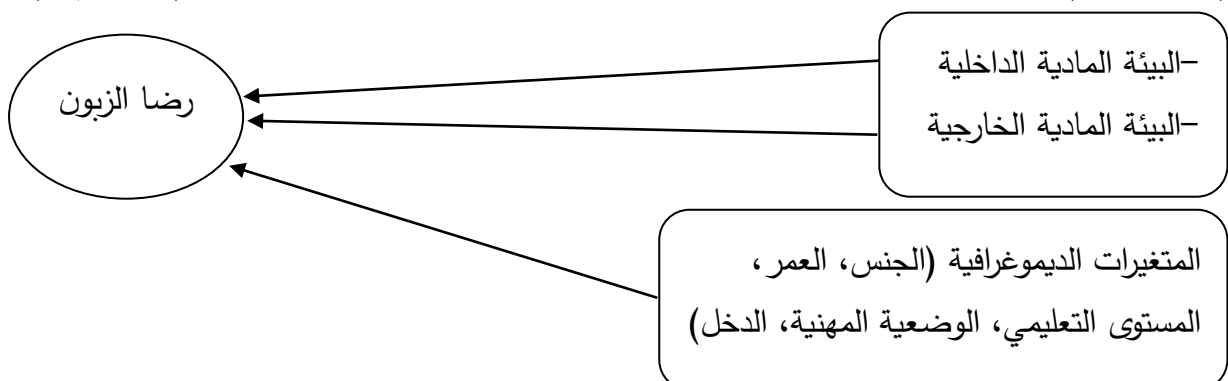 -البيئة المادية الداخلية
-البيئة المادية الخارجية
رضا الزبون
المتغيرات الديموغرافية (الجنس، العمر،
المستوى التعليمي، الوضعية المهنية، الدخل)